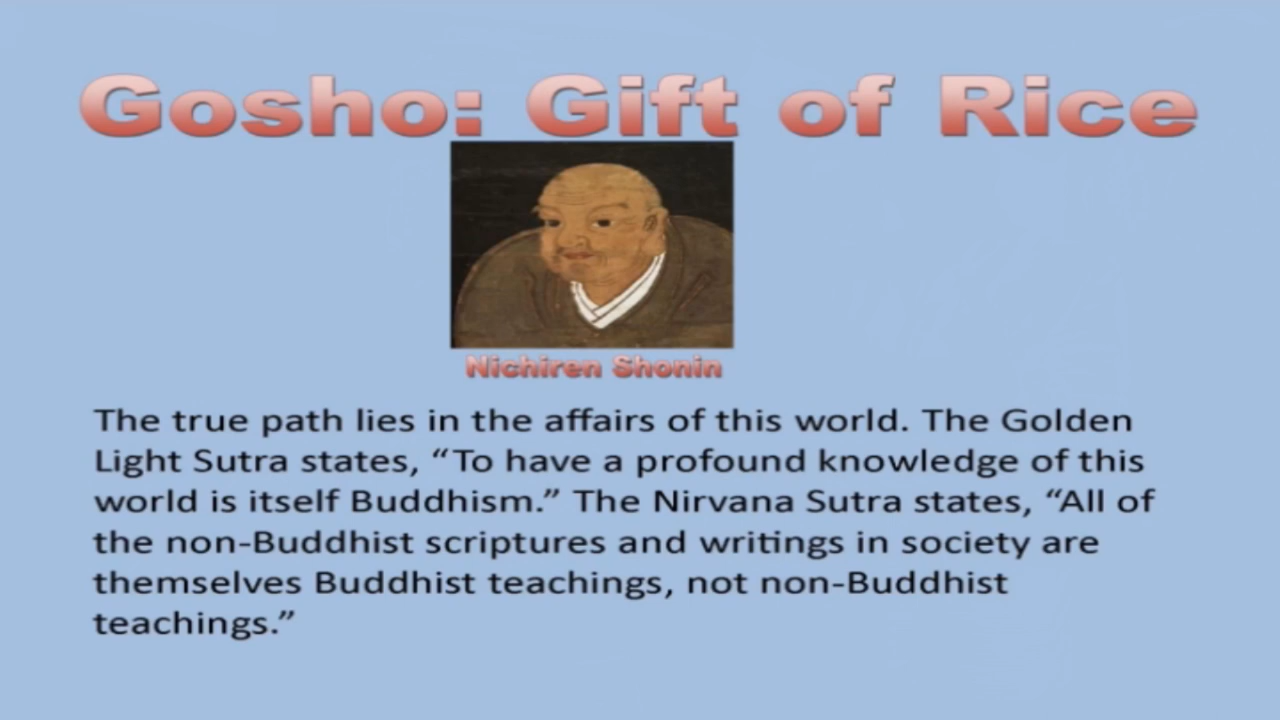 Gosho: Gift of Rice
Nichiren Shonin
The true path lies in the affairs of this world. The Golden
Light Sutra states, “To have a profound knowledge of this
world is itself Buddhism.” The Nirvana Sutra states, “All of
the non-Buddhist scriptures and writings in society are
themselves Buddhist teachings, not non-Buddhist
teachings.”